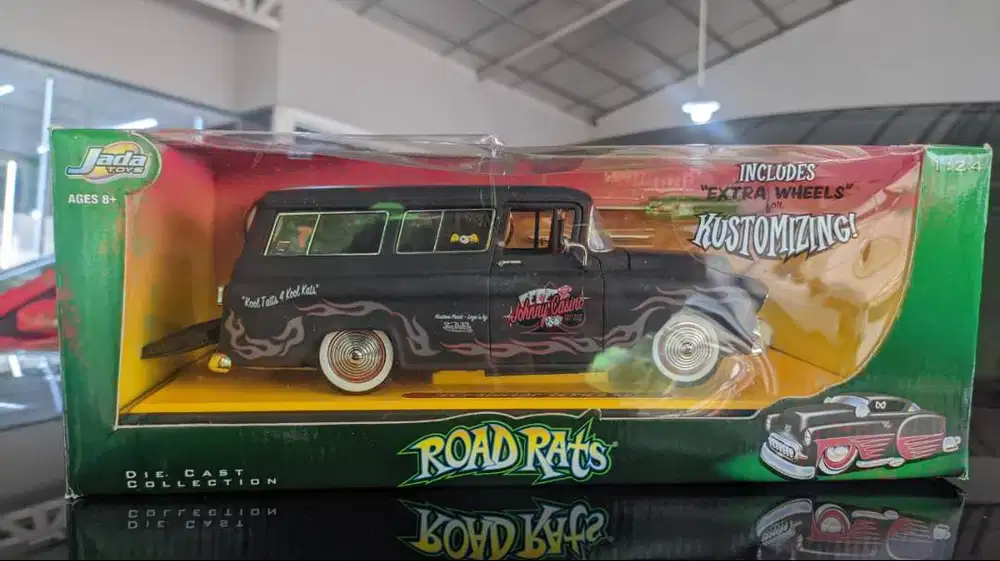 Jada
TOYS
AGES 8+
1:24
INCLUDES
"EXTRA WHEELS"
for
KUSTOMIZING!
"Kool Tatts 4 Kool Kats"
Johnny Casino
ROAD RATS
DIE CAST
COLLECTION